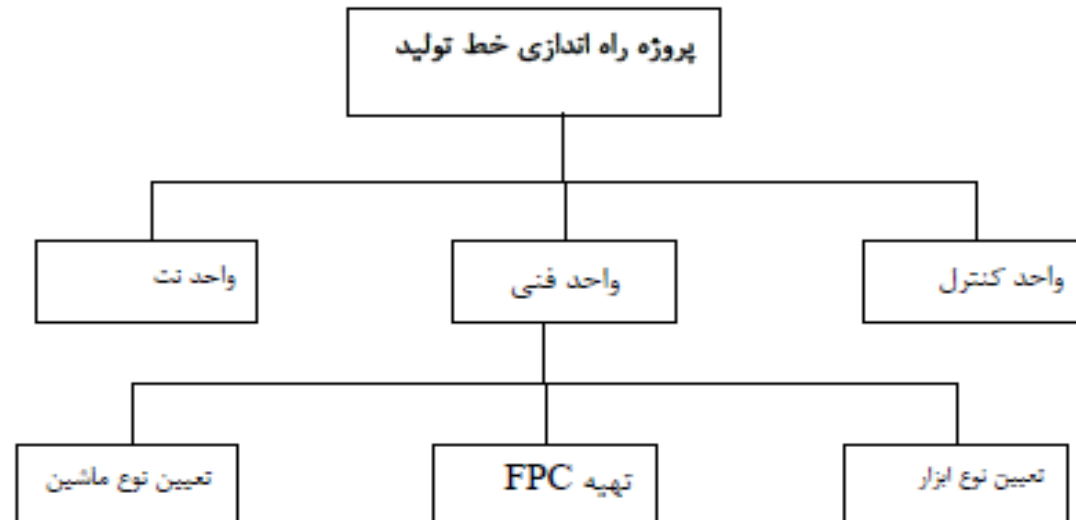 پروژه راه اندازی خط تولید
واحد کنترل
واحد فنی
واحد نت
تعیین نوع ابزار
تهیه FPC
تعیین نوع ماشین